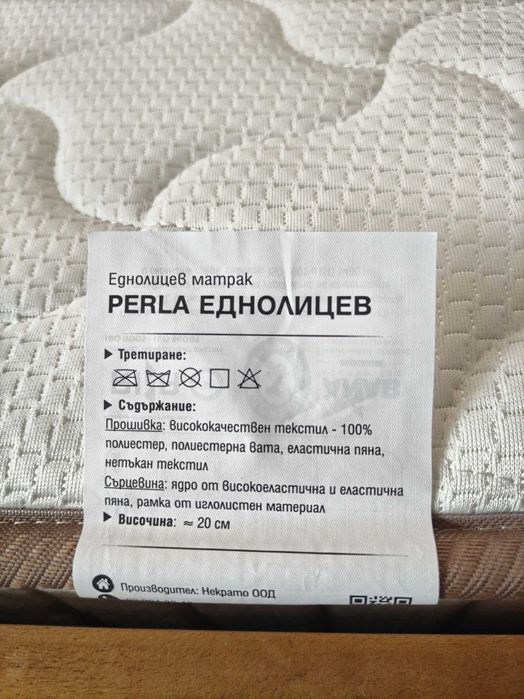 Еднолицев матрак
PERLA ЕДНОЛИЦЕВ
Третиране:
Съдържание:
Прошивка: висококачествен текстил - 100%
полиестер, полиестерна вата, еластична пяна,
нетъкан текстил
Сърцевина: ядро от високоеластична и еластична
пяна, рамка от иглолистен материал
Височина: ≈ 20 см
Производител: Некрато ООД